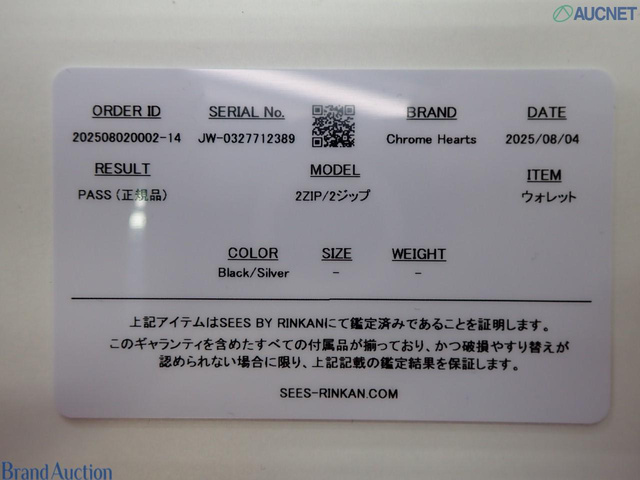 AUCNET
ORDER ID SERIAL No. BRAND DATE
202508020002-14 JW-0327712389 Chrome Hearts 2025/08/04
RESULT MODEL ITEM
PASS (正規品) 2ZIP/2ジップ ウォレット
COLOR SIZE WEIGHT
Black/Silver - -
上記アイテムはSEES BY RINKANにて鑑定済みであることを証明します。
このギャランティを含めたすべての付属品が揃っており、かつ破損やすり替えが
認められない場合に限り、上記記載の鑑定結果を保証します。
SEES-RINKAN.COM
Brand Auction